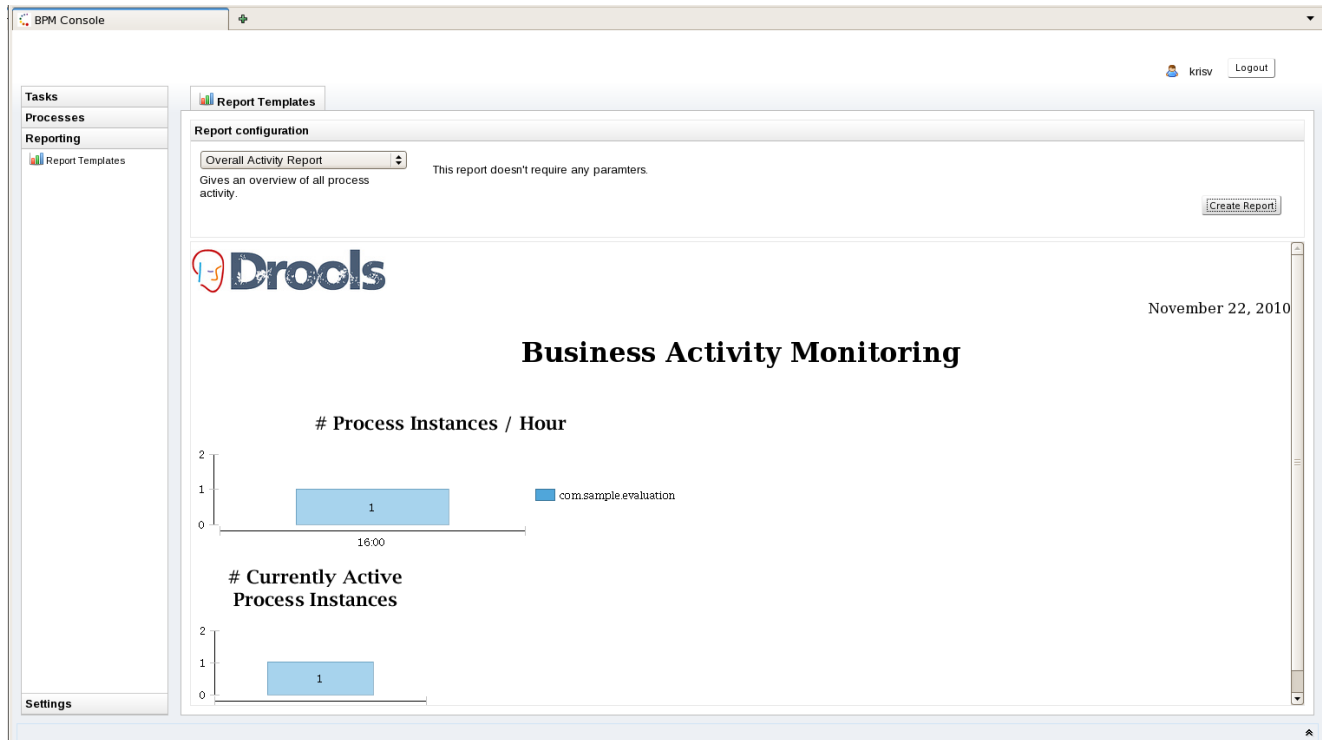 BPM Console
krisv
Logout
Tasks
Processes
Reporting
Report Templates
Settings
Report Templates
Report configuration
Overall Activity Report
Gives an overview of all process
activity.
This report doesn't require any paramters.
Create Report
Drools
November 22, 2010
Business Activity Monitoring
# Process Instances / Hour
2
1
0
1
16:00
com.sample.evaluation
# Currently Active
Process Instances
2
1
0
1